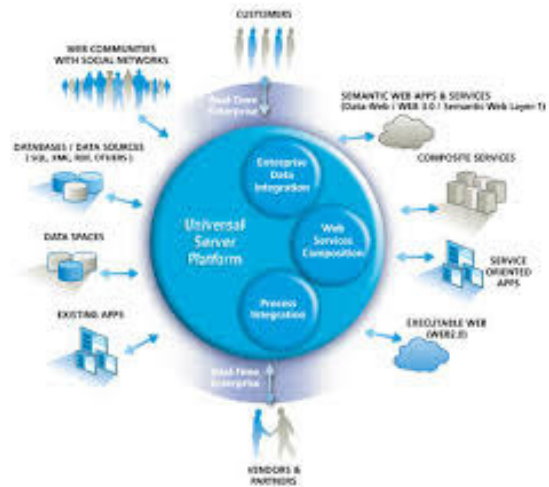 CUSTOMERS
WEB COMMUNITIES
WITH SOCIAL NETWORKS
Real-Time
Enterprise
SEMANTIC WEB APPS & SERVICES
(Data-Web / WEB 3.0 / Semantic Web Layer 1)
DATABASES / DATA SOURCES
( SQL, XML, RDF, OTHERS )
Enterprise
Data
Integration
COMPOSITE SERVICES
Universal
Server
Platform
Web
Services
Composition
DATA SPACES
SERVICE
ORIENTED
APPS
Process
Integration
EXISTING APPS
EXECUTABLE WEB
(WEB2.0)
Real-Time
Enterprise
VENDORS &
PARTNERS